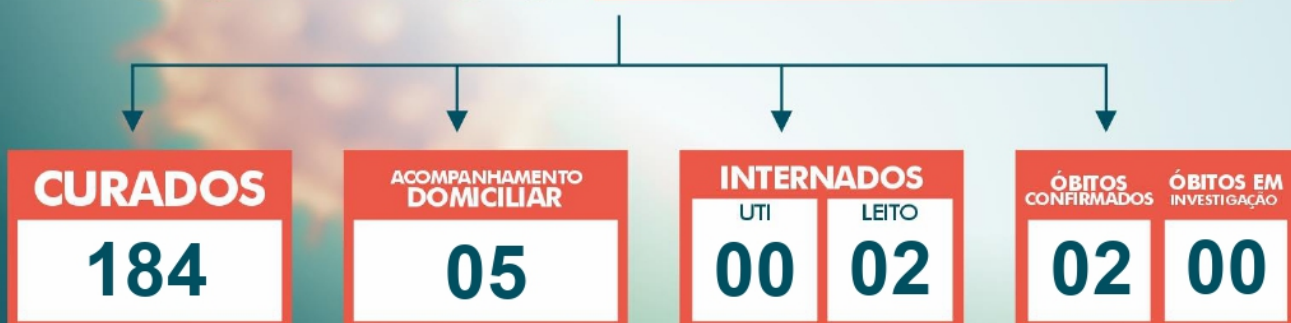 CURADOS
184
ACOMPANHAMENTO
DOMICILIAR
05
INTERNADOS
UTI
00
LEITO
02
ÓBITOS
CONFIRMADOS
02
ÓBITOS EM
INVESTIGAÇÃO
00